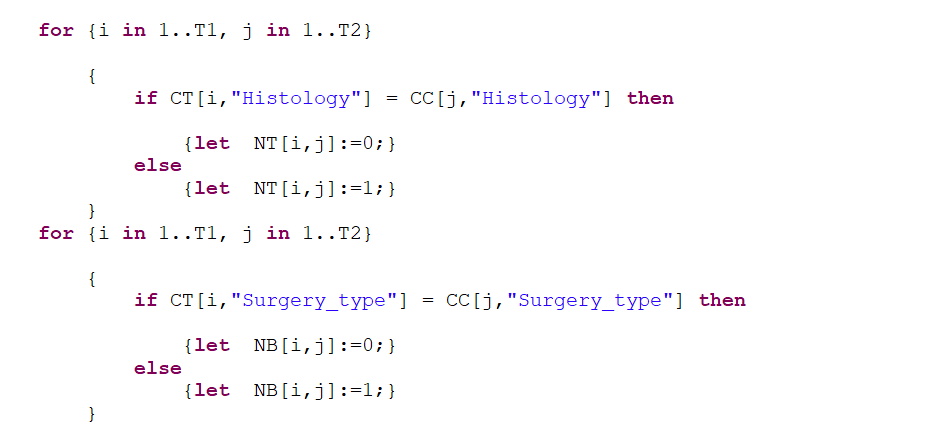 for {i in 1..T1, j in 1..T2}
{
if CT[i,"Histology"] = CC[j,"Histology"] then
{let  NT[i,j]:=0;}
else
{let  NT[i,j]:=1;}
}
for {i in 1..T1, j in 1..T2}
{
if CT[i,"Surgery_type"] = CC[j,"Surgery_type"] then
{let  NB[i,j]:=0;}
else
{let  NB[i,j]:=1;}
}